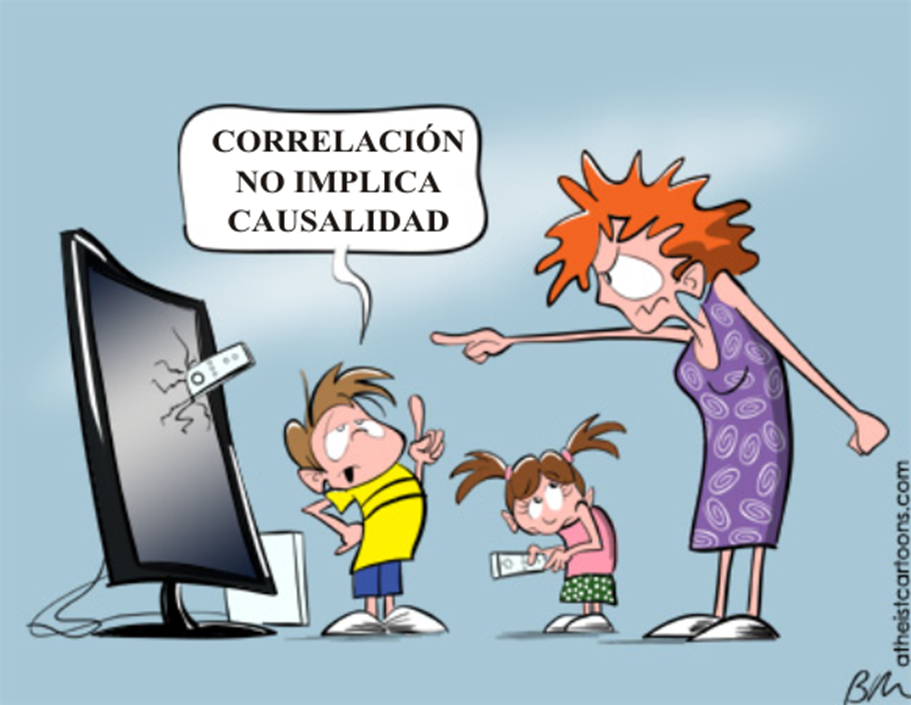 CORRELACIÓN
NO IMPLICA
CAUSALIDAD
atheistcartoons.com